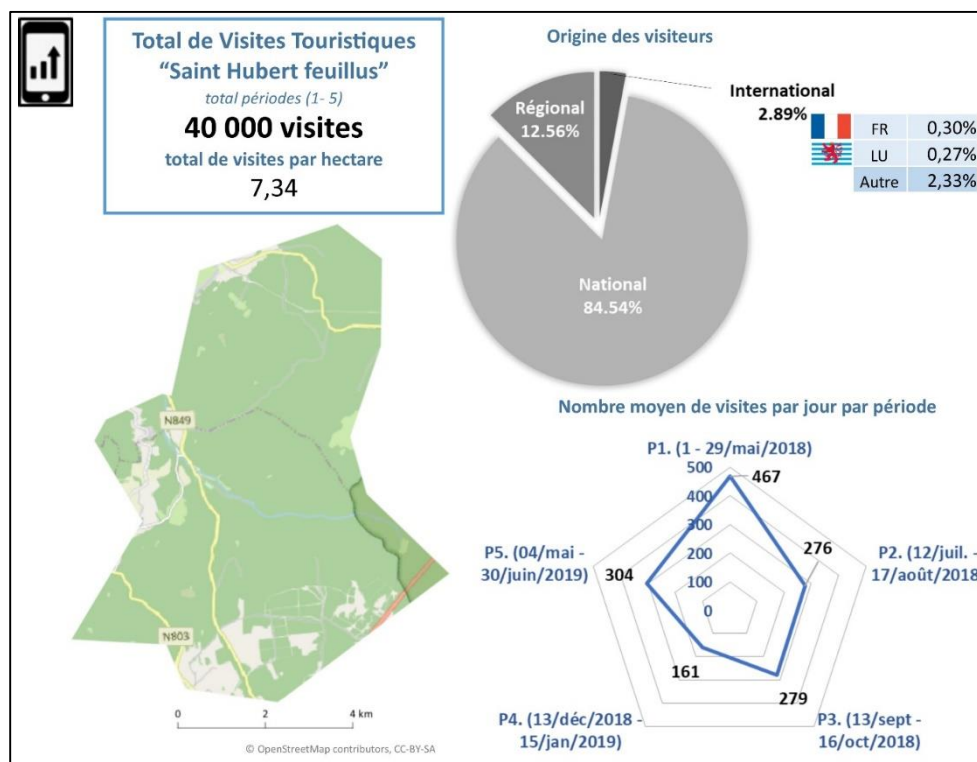 Total de Visites Touristiques
“Saint Hubert feuillus”
total périodes (1- 5)
40 000 visites
total de visites par hectare
7,34
Origine des visiteurs
Régional
12.56%
International
2.89%
FR 0,30%
LU 0,27%
Autre 2,33%
National
84.54%
N849
N803
0 2 4 km
© OpenStreetMap contributors, CC-BY-SA
Nombre moyen de visites par jour par période
P1. (1 - 29/mai/2018)
500
467
400
300
200
100
0
276
P2. (12/juil. -
17/août/2018
279
P3. (13/sept -
16/oct/2018)
161
P4. (13/déc/2018 -
15/jan/2019)
P5. (04/mai -
30/juin/2019)
304